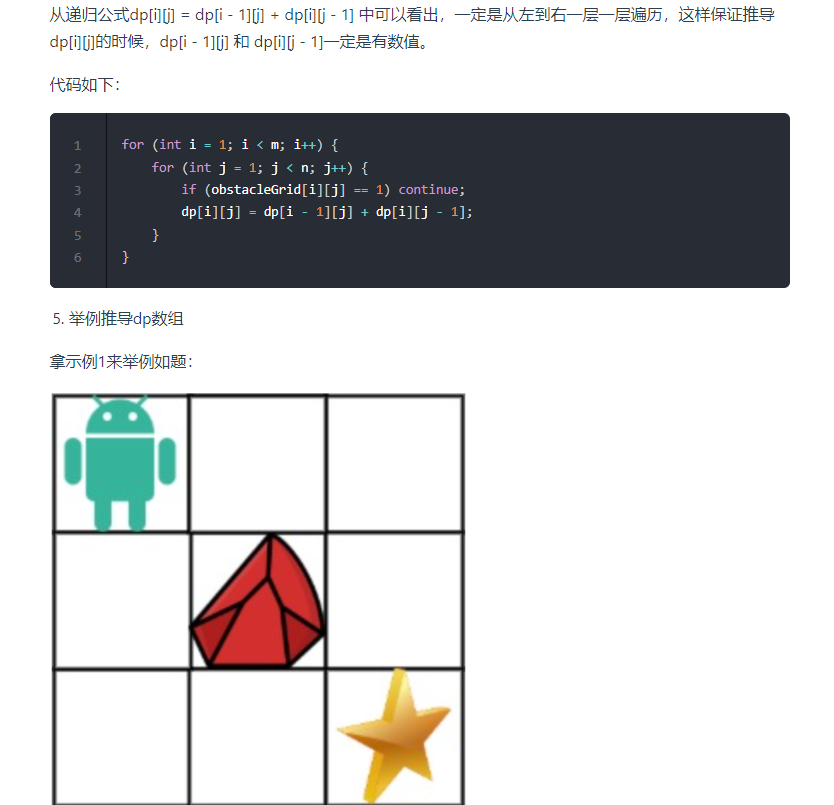 从递归公式dp[i][j] = dp[i - 1][j] + dp[i][j - 1] 中可以看出，一定是从左到右一层一层遍历，这样保证推导
dp[i][j]的时候，dp[i - 1][j] 和 dp[i][j - 1]一定是有数值。
代码如下：
1 for (int i = 1; i < m; i++) {
2 for (int j = 1; j < n; j++) {
3 if (obstacleGrid[i][j] == 1) continue;
4 dp[i][j] = dp[i - 1][j] + dp[i][j - 1];
5 }
6 }
5. 举例推导dp数组
拿示例1来举例如题：